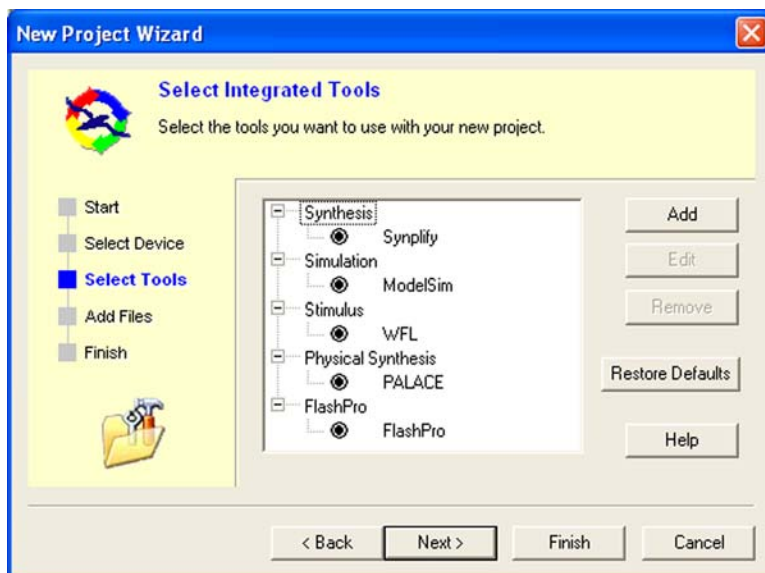 New Project Wizard
Select Integrated Tools
Select the tools you want to use with your new project.
Start
Select Device
Select Tools
Add Files
Finish
Synthesis
Synplify
Simulation
ModelSim
Stimulus
WFL
Physical Synthesis
PALACE
FlashPro
FlashPro
Add
Edit
Remove
Restore Defaults
Help
< Back
Next >
Finish
Cancel